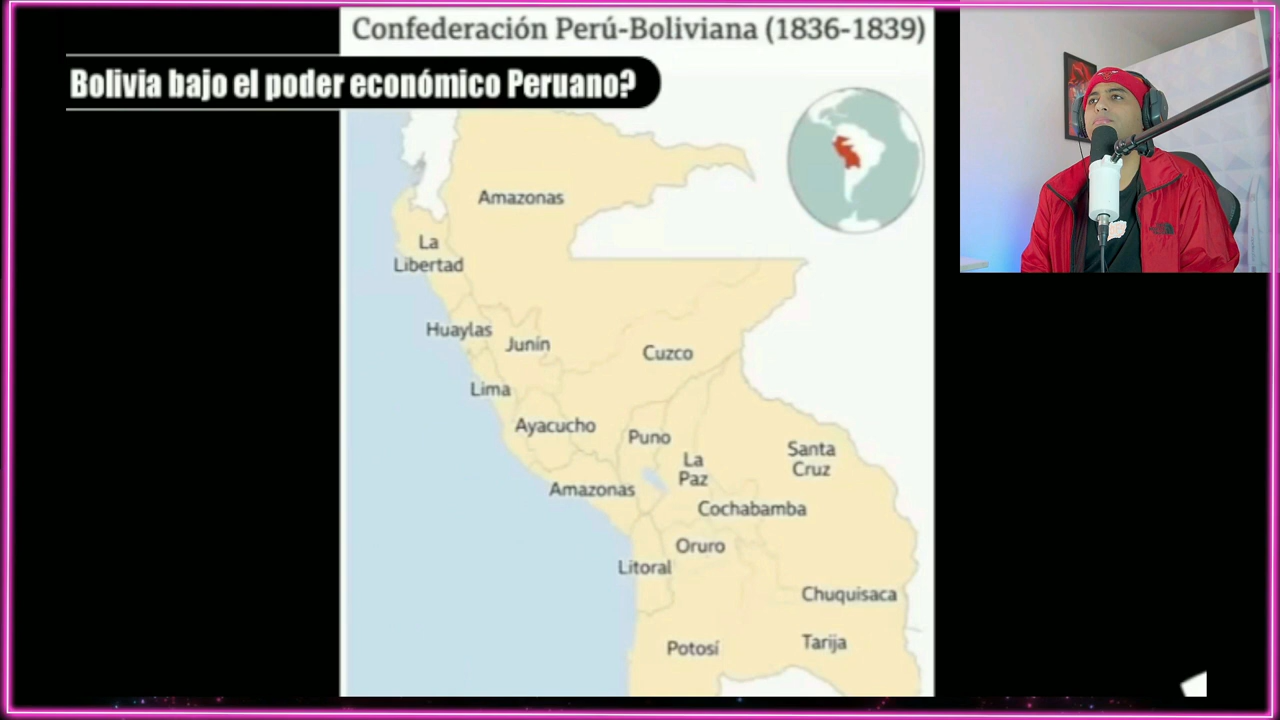 Confederación Perú-Boliviana (1836-1839)
Bolivia bajo el poder económico Peruano?
Amazonas
La
Libertad
Huaylas
Junín
Cuzco
Lima
Ayacucho
Puno
Santa
Cruz
La
Paz
Amazonas
Cochabamba
Oruro
Litoral
Chuquisaca
Tarija
Potosí